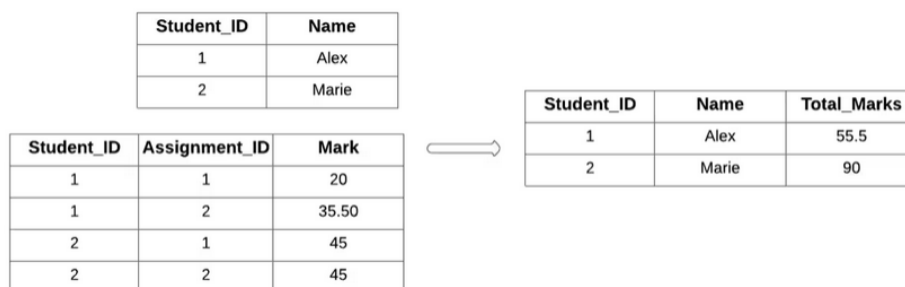 Student_ID Name
1 Alex
2 Marie
Student_ID Assignment_ID Mark
1 1 20
1 2 35.50
2 1 45
2 2 45
Student_ID Name Total_Marks
1 Alex 55.5
2 Marie 90